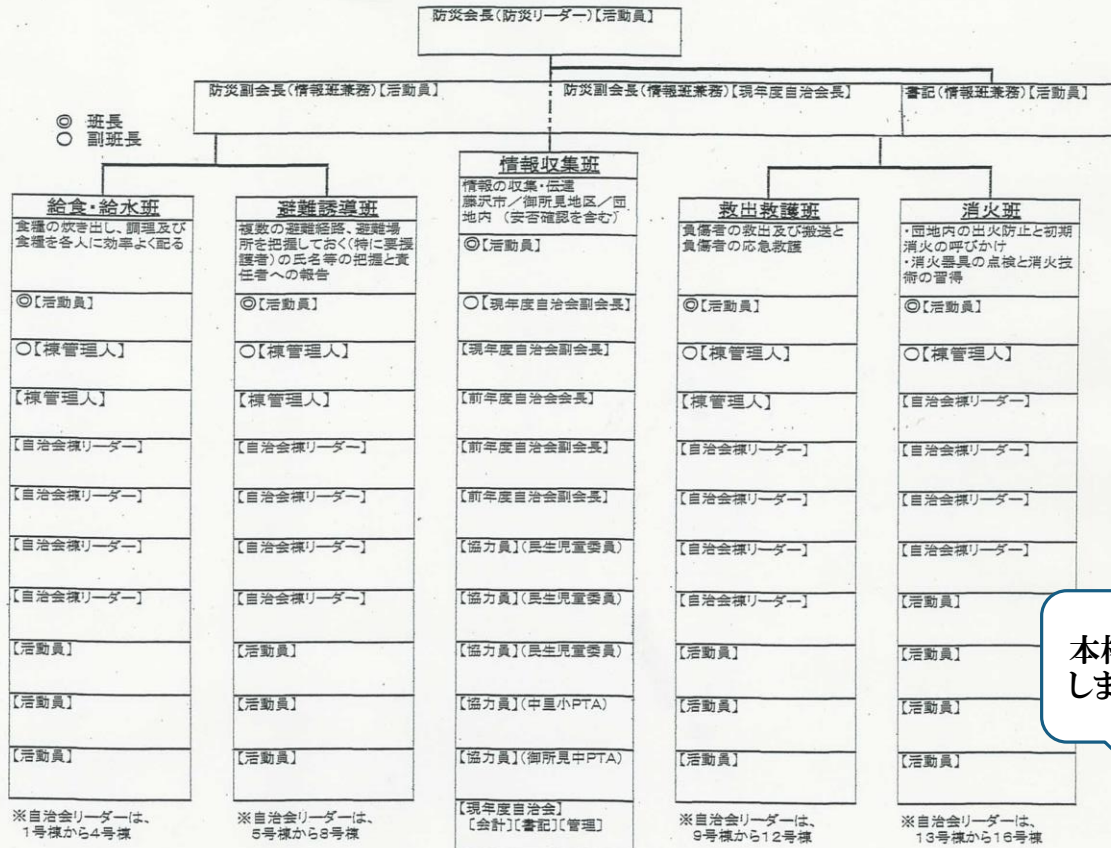 防災会長(防災リーダー)【活動員】
防災副会長(情報班兼務)【活動員】
防災副会長(情報班兼務)【現年度自治会長】
書記(情報班兼務)【活動員】
◎ 班長
○ 副班長
給食・給水班
食糧の炊き出し、調理及び
食糧を各人に効率よく配る
◎【活動員】
○【棟管理人】
【棟管理人】
【自治会棟リーダー】
【自治会棟リーダー】
【自治会棟リーダー】
【自治会棟リーダー】
【活動員】
【活動員】
【活動員】
※自治会リーダーは、
1号棟から4号棟
避難誘導班
複数の避難経路、避難場
所を把握しておく(特に要援
護者)の氏名等の把握と責
任者への報告
◎【活動員】
○【棟管理人】
【棟管理人】
【自治会棟リーダー】
【自治会棟リーダー】
【自治会棟リーダー】
【自治会棟リーダー】
【活動員】
【活動員】
【活動員】
※自治会リーダーは、
5号棟から8号棟
情報収集班
情報の収集・伝達
藤沢市/御所見地区/団
地内 (安否確認を含む)
◎【活動員】
○【現年度自治会副会長】
【現年度自治会副会長】
【前年度自治会会長】
【前年度自治会副会長】
【前年度自治会副会長】
【協力員】(民生児童委員)
【協力員】(民生児童委員)
【協力員】(民生児童委員)
【協力員】(中里小PTA)
【協力員】(御所見中PTA)
【現年度自治会】
[会計][書記][管理]
救出救護班
負傷者の救出及び搬送と
負傷者の応急救護
◎【活動員】
○【棟管理人】
【棟管理人】
【自治会棟リーダー】
【自治会棟リーダー】
【自治会棟リーダー】
【自治会棟リーダー】
【活動員】
【活動員】
【活動員】
※自治会リーダーは、
9号棟から12号棟
消火班
・団地内の出火防止と初期
消火の呼びかけ
・消火器具の点検と消火技
術の習得
◎【活動員】
○【棟管理人】
【自治会棟リーダー】
【自治会棟リーダー】
【自治会棟リーダー】
【自治会棟リーダー】
【活動員】
【活動員】
【活動員】
【活動員】
※自治会リーダーは、
13号棟から16号棟
しま